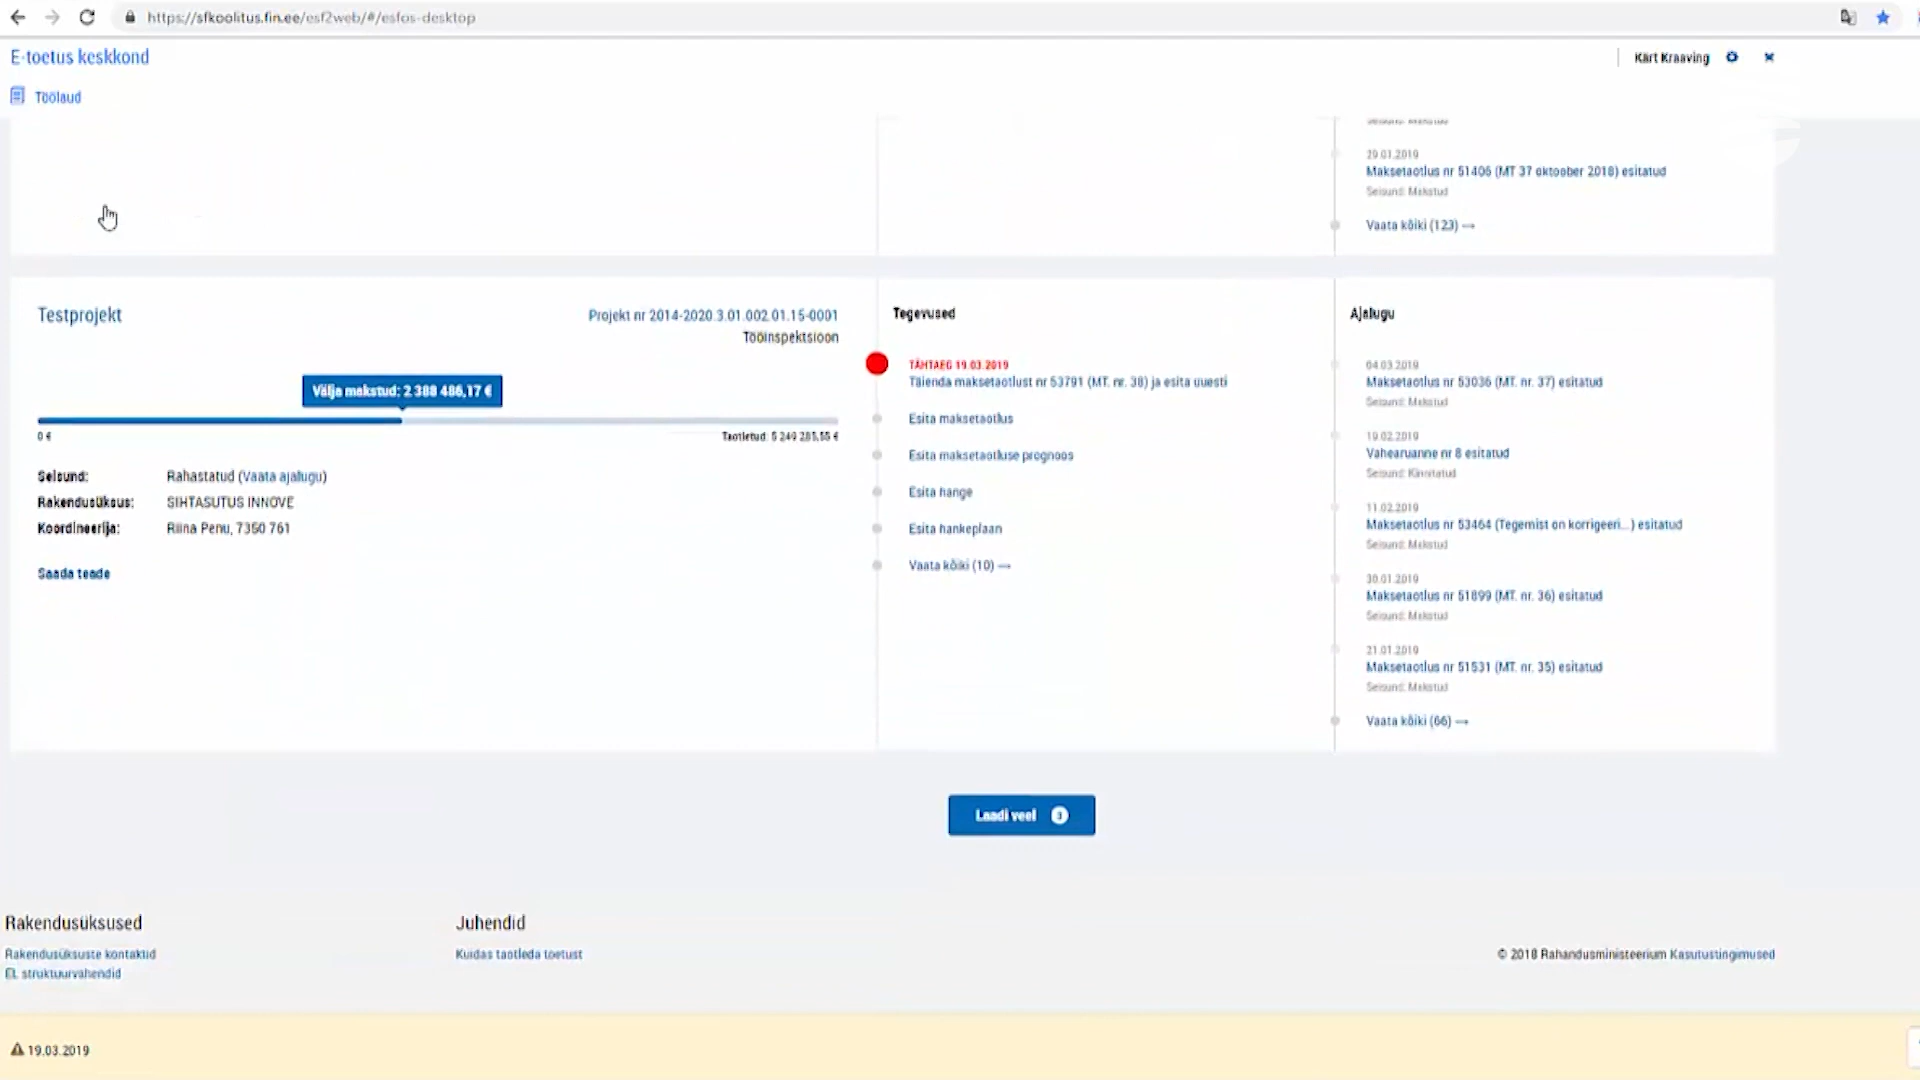 https://sfkoolitus.fin.ee/esf2web/#/esfos-desktop
E-toetus keskkond
Kärt Kraaving
Töölaud
29.01.2019
Maksetaotlus nr 51406 (MT 37 oktoober 2018) esitatud
Seisund: Makstud
Vaata kõiki (123) →
Testprojekt
Projekt nr 2014-2020.3.01.002.01.15-0001
Tööinspektsioon
Välja makstud: 2 388 486,17 €
0 €
Taotletud: 5 249 285,55 €
Seisund: Rahastatud (Vaata ajalugu)
Rakendusüksus: SIHTASUTUS INNOVE
Koordineerija: Riina Penu, 7350 761
Saada teade
Tegevused
TÄHTAEG 19.03.2019
Täienda maksetaotlust nr 53791 (MT. nr. 38) ja esita uuesti
Esita maksetaotlus
Esita maksetaotluse prognoos
Esita hange
Esita hankeplaan
Vaata kõiki (10) →
Ajalugu
04.03.2019
Maksetaotlus nr 53036 (MT. nr. 37) esitatud
Seisund: Makstud
19.02.2019
Vahearuanne nr 8 esitatud
Seisund: Kinnitatud
11.02.2019
Maksetaotlus nr 53464 (Tegemist on korrigeeri...) esitatud
Seisund: Makstud
30.01.2019
Maksetaotlus nr 51899 (MT. nr. 36) esitatud
Seisund: Makstud
21.01.2019
Maksetaotlus nr 51531 (MT. nr. 35) esitatud
Seisund: Makstud
Vaata kõiki (66) →
Laadi veel 3
Rakendusüksused
Rakendusüksuste kontaktid
EL struktuurvahendid
Juhendid
Kuidas taotleda toetust
© 2018 Rahandusministeerium Kasutustingimused
19.03.2019